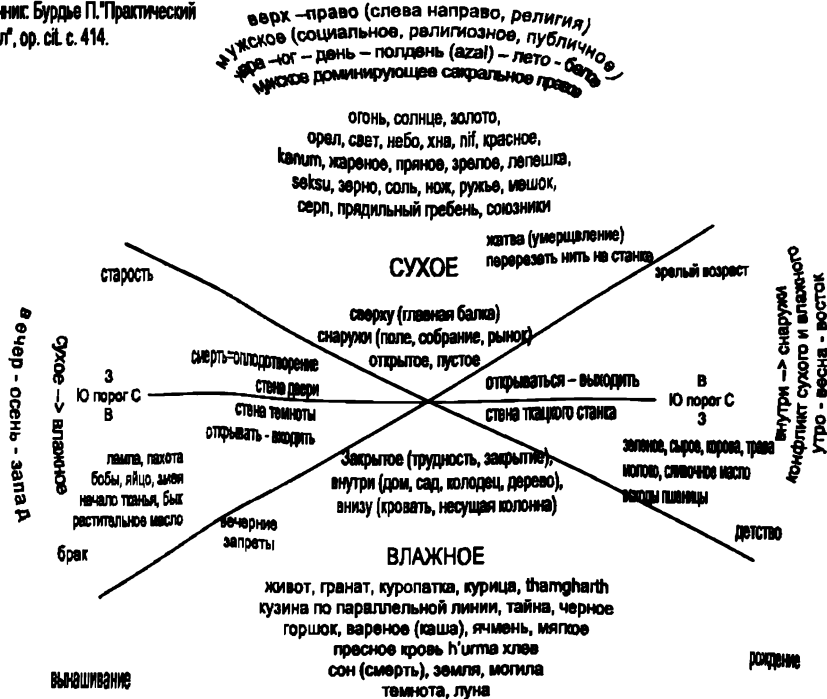 нник: Бурдье П."Практический
л", op. cit. с. 414.
верх –право (слева направо, религия)
мужское (социальное, религиозное, публичное)
жара –юг – день – полдень (azal) – лето - белое
мужское доминирующее сакральное правое
огонь, солнце, золото,
орел, свет, небо, хна, nif, красное,
kanum, жареное, пряное, зрелое, лепешка,
seksu, зерно, соль, нож, ружье, мешок,
серп, прядильный гребень, союзники
жатва (умерщвление)
перерезать нить на станке
СУХОЕ
старость
зрелый возраст
сверху (главная балка)
снаружи (поле, собрание, рынок)
открытое, пустое
вечер - осень - запад
сухое –> влажное
З
Ю порог С
В
смерть=оплодотворение
стена двери
стена темноты
открывать - входить
открываться – выходить
стена ткацкого станка
В
Ю порог С
З
внутри –> снаружи
конфликт сухого и влажного
утро - весна - восток
лампа, пахота
бобы, яйцо, змея
начало тканья, бык
растительное масло
Закрытое (трудность, закрытие),
внутри (дом, сад, колодец, дерево),
внизу (кровать, несущая колонна)
зеленое, сырое, корова, трава
молоко, сливочное масло
всходы пшеницы
вечерние
запреты
брак
детство
ВЛАЖНОЕ
живот, гранат, куропатка, курица, thamgharth
кузина по параллельной линии, тайна, черное
горшок, вареное (каша), ячмень, мягкое
пресное кровь h'urma хлев
сон (смерть), земля, могила
темнота, луна
вынашивание
рождение